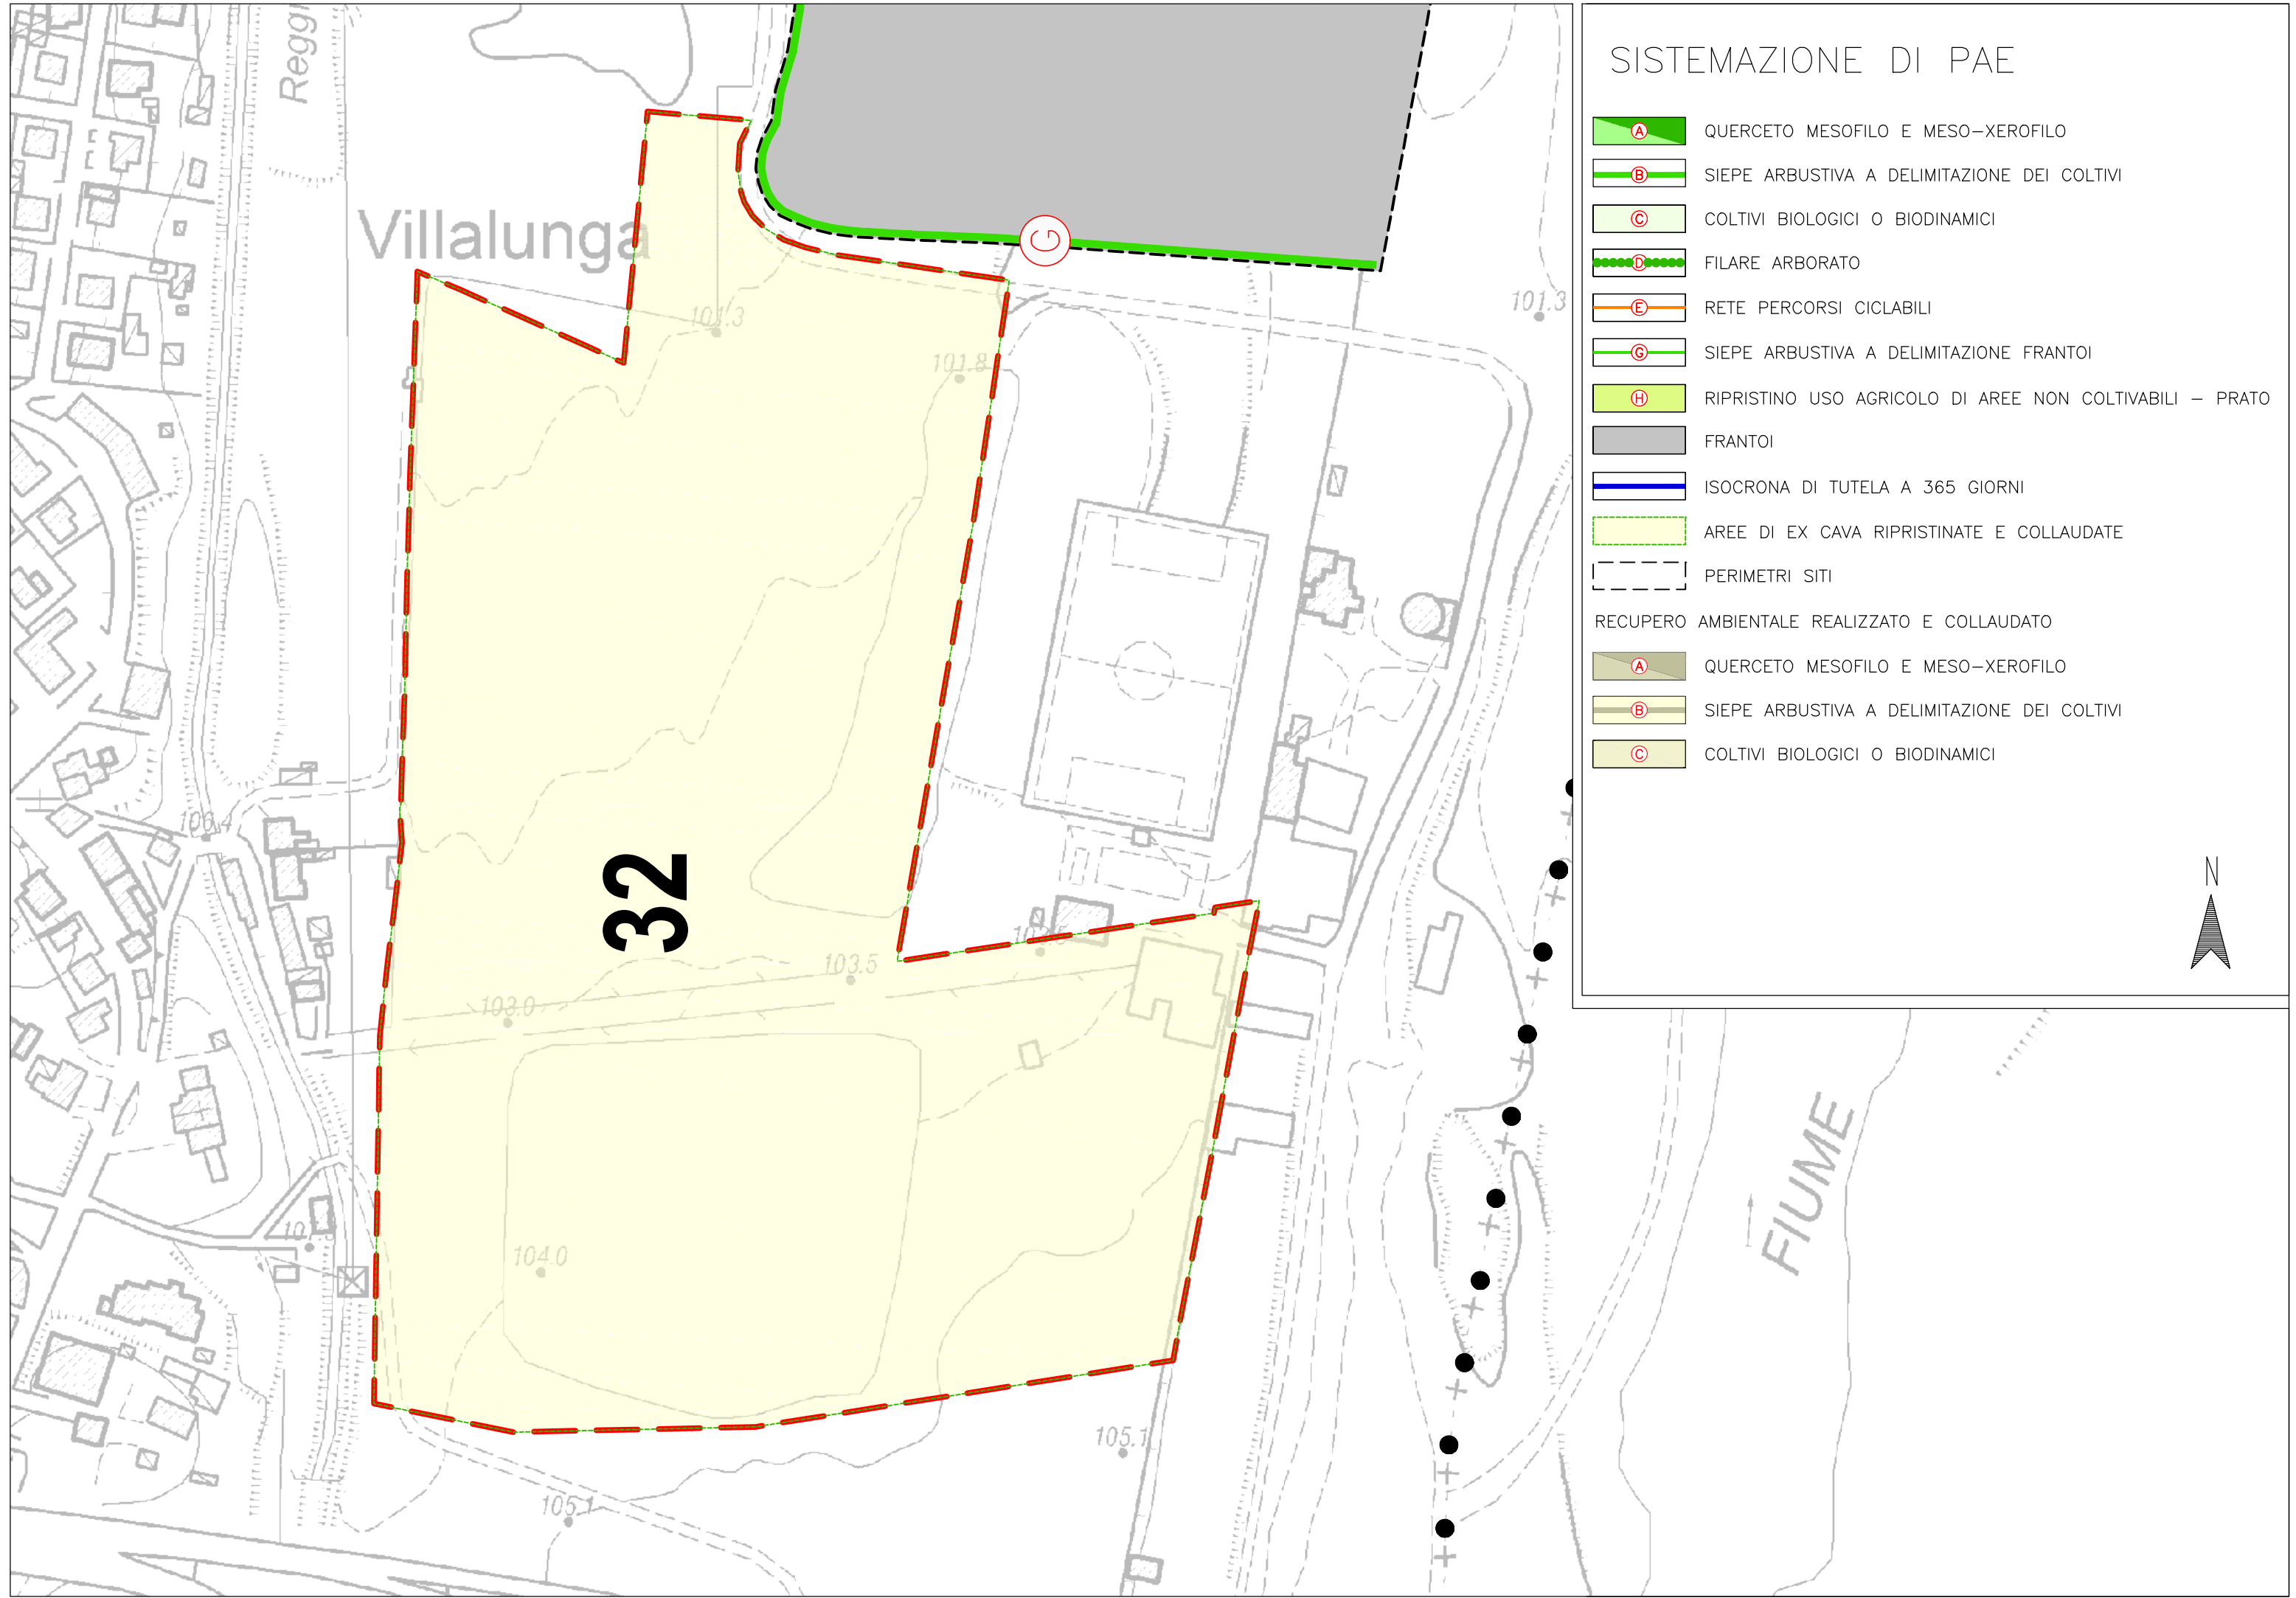 SISTEMAZIONE DI PAE
A QUERCETO MESOFILO E MESO-XEROFILO
B SIEPE ARBUSTIVA A DELIMITAZIONE DEI COLTIVI
C COLTIVI BIOLOGICI O BIODINAMICI
D FILARE ARBORATO
E RETE PERCORSI CICLABILI
G SIEPE ARBUSTIVA A DELIMITAZIONE FRANTOI
H RIPRISTINO USO AGRICOLO DI AREE NON COLTIVABILI - PRATO
FRANTOI
ISOCRONA DI TUTELA A 365 GIORNI
AREE DI EX CAVA RIPRISTINATE E COLLAUDATE
PERIMETRI SITI
RECUPERO AMBIENTALE REALIZZATO E COLLAUDATO
A QUERCETO MESOFILO E MESO-XEROFILO
B SIEPE ARBUSTIVA A DELIMITAZIONE DEI COLTIVI
C COLTIVI BIOLOGICI O BIODINAMICI
N
Villalunga
G
101.3
101.8
101.3
106.4
32
103.5
103.0
104.0
105.1
105.1
FIUME